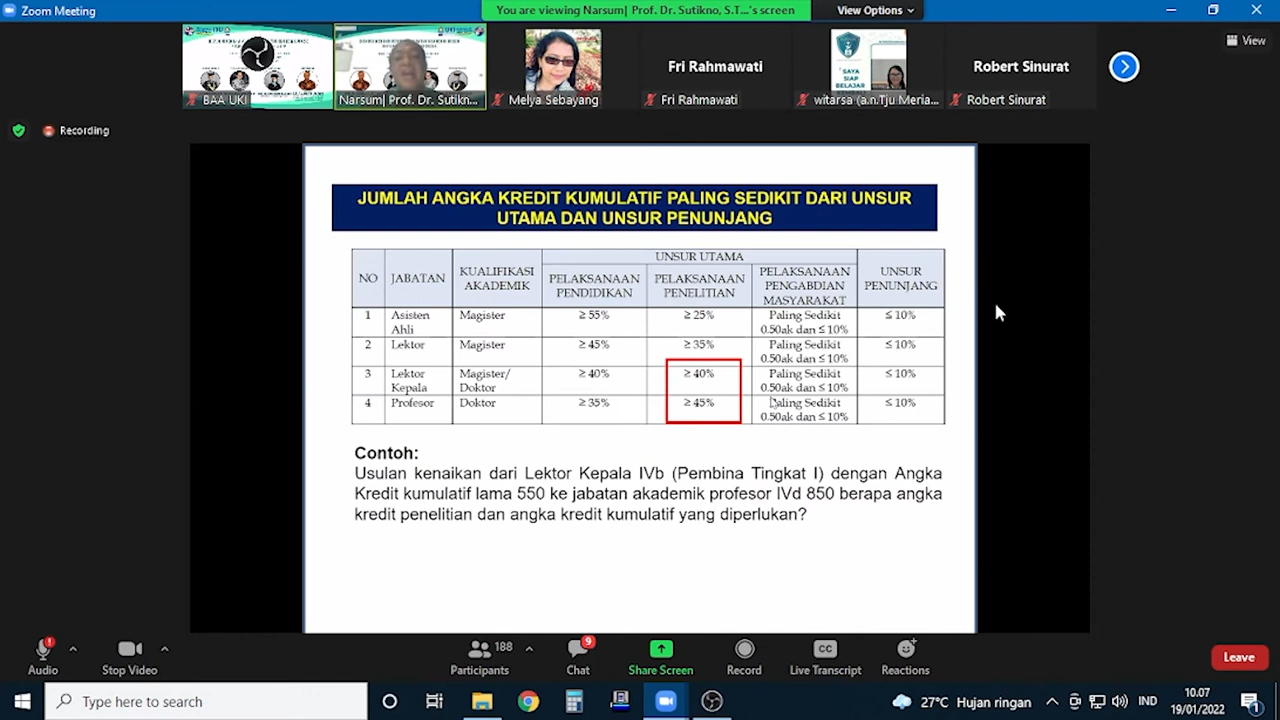 Zoom Meeting
You are viewing Narsum| Prof. Dr. Sutikno, S.T...'s screen
View Options
View
BAA UKI
Narsum| Prof. Dr. Sutikn...
Melya Sebayang
Fri Rahmawati
Fri Rahmawati
SAYA
SIAP
BELAJAR
witarsa (a.n.Tju Meria...
Robert Sinurat
Robert Sinurat
Recording
JUMLAH ANGKA KREDIT KUMULATIF PALING SEDIKIT DARI UNSUR
UTAMA DAN UNSUR PENUNJANG
NO JABATAN KUALIFIKASI AKADEMIK UNSUR UTAMA UNSUR PENUNJANG
PELAKSANAAN PENDIDIKAN PELAKSANAAN PENELITIAN PELAKSANAAN PENGABDIAN MASYARAKAT
1 Asisten Ahli Magister ≥ 55% ≥ 25% Paling Sedikit 0.50ak dan ≤ 10% ≤ 10%
2 Lektor Magister ≥ 45% ≥ 35% Paling Sedikit 0.50ak dan ≤ 10% ≤ 10%
3 Lektor Kepala Magister/ Doktor ≥ 40% ≥ 40% Paling Sedikit 0.50ak dan ≤ 10% ≤ 10%
4 Profesor Doktor ≥ 35% ≥ 45% Paling Sedikit 0.50ak dan ≤ 10% ≤ 10%
Contoh:
Usulan kenaikan dari Lektor Kepala IVb (Pembina Tingkat I) dengan Angka
Kredit kumulatif lama 550 ke jabatan akademik profesor IVd 850 berapa angka
kredit penelitian dan angka kredit kumulatif yang diperlukan?
Audio
Stop Video
188
Participants
9
Chat
Share Screen
Record
CC
Live Transcript
Reactions
Leave
Type here to search
27°C Hujan ringan
IND
10.07
19/01/2022
1